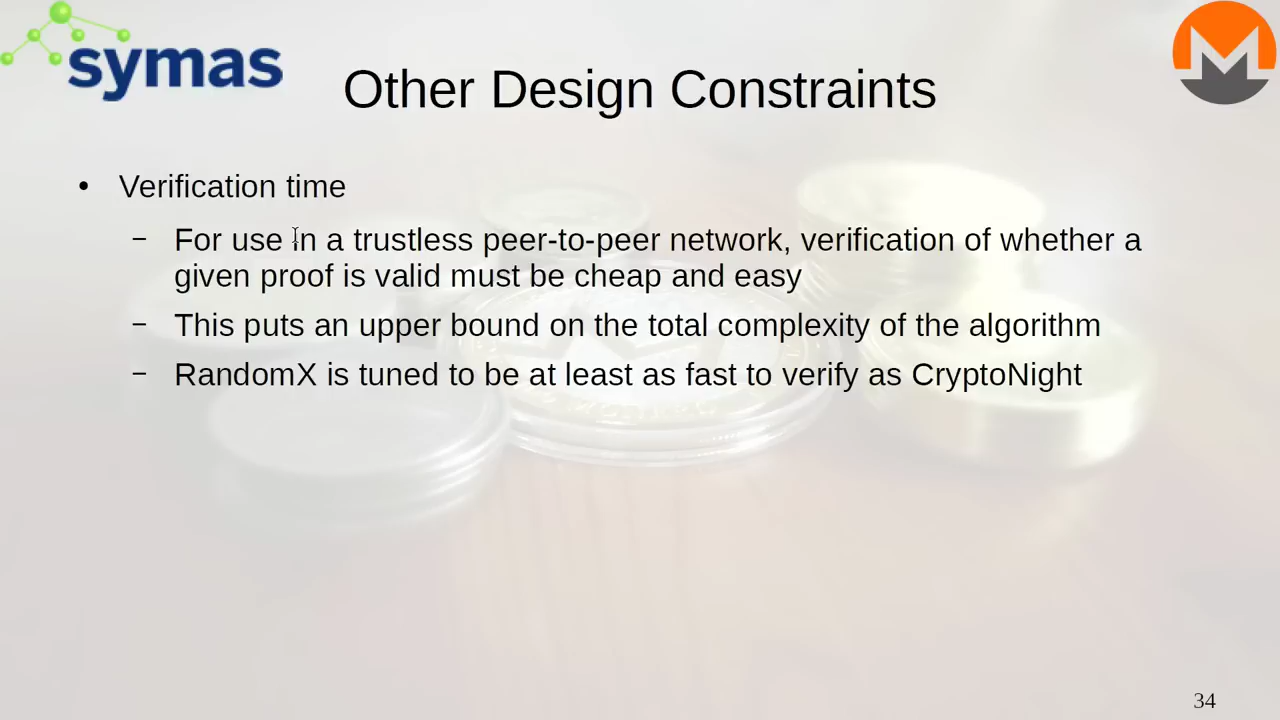 symas
Other Design Constraints
• Verification time
– For use in a trustless peer-to-peer network, verification of whether a
given proof is valid must be cheap and easy
– This puts an upper bound on the total complexity of the algorithm
– RandomX is tuned to be at least as fast to verify as CryptoNight
34